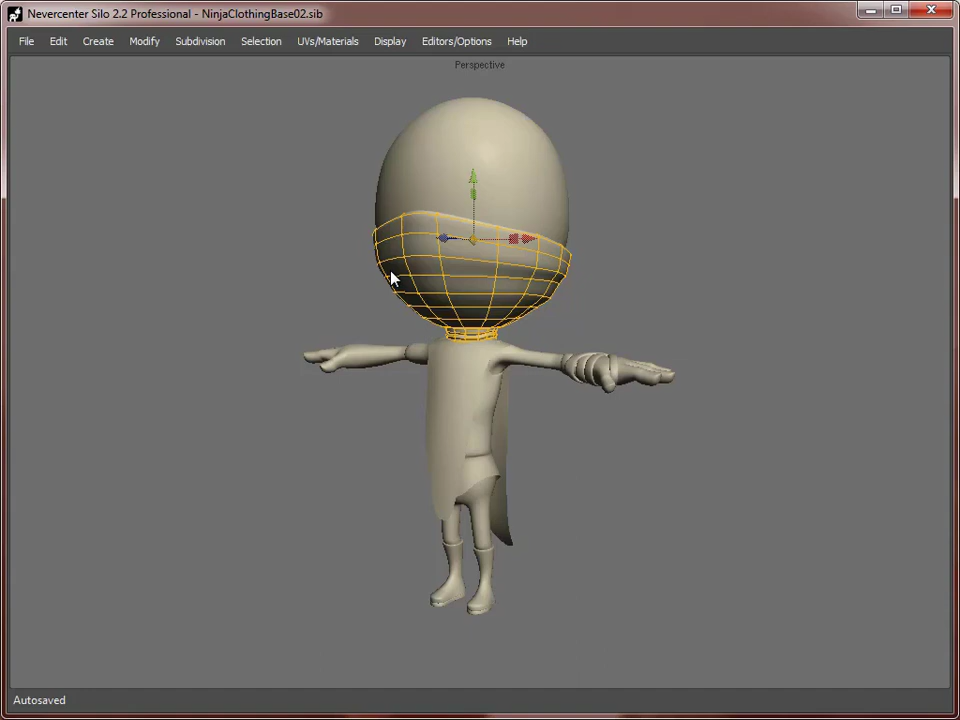 Nevercenter Silo 2.2 Professional - NinjaClothingBase02.sib
File Edit Create Modify Subdivision Selection UVs/Materials Display Editors/Options Help
Perspective
Autosaved